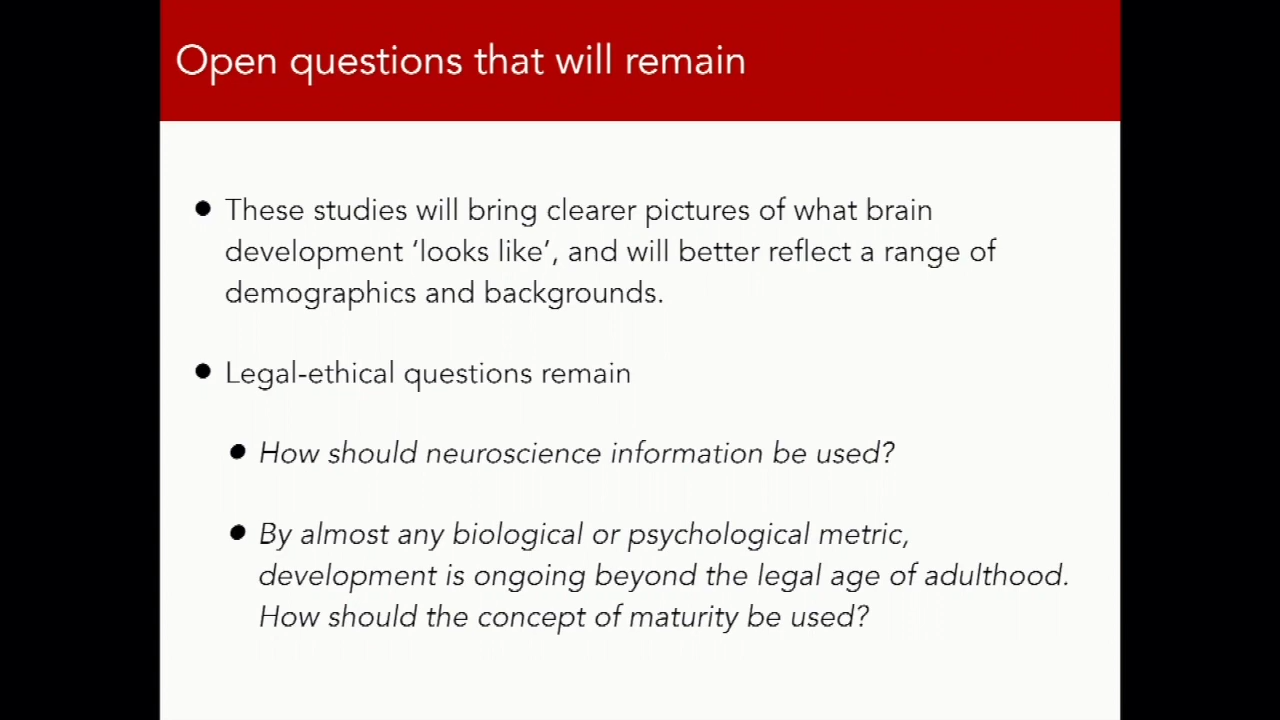 Open questions that will remain
● These studies will bring clearer pictures of what brain
development ‘looks like’, and will better reflect a range of
demographics and backgrounds.
● Legal-ethical questions remain
● How should neuroscience information be used?
● By almost any biological or psychological metric,
development is ongoing beyond the legal age of adulthood.
How should the concept of maturity be used?